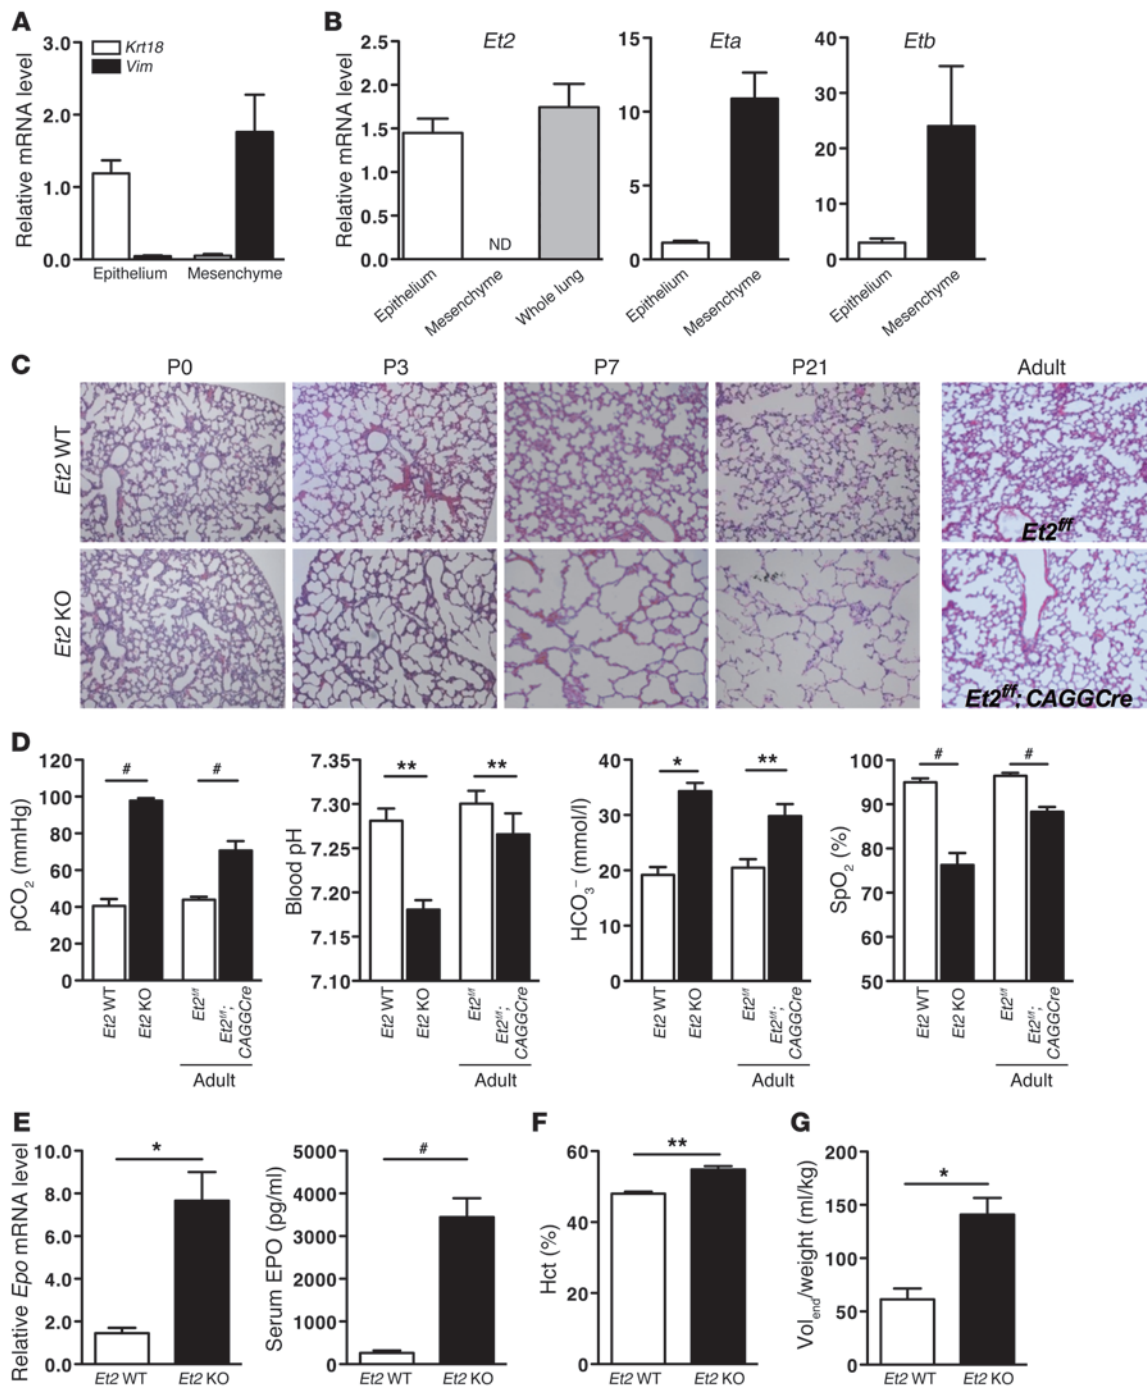 A
Krt18
Vim
Relative mRNA level
3.0
2.0
1.0
0.0
Epithelium
Mesenchyme
B
Et2
Relative mRNA level
2.5
2.0
1.5
1.0
0.5
0.0
ND
Epithelium
Mesenchyme
Whole lung
Eta
15
10
5
0
Epithelium
Mesenchyme
Etb
40
30
20
10
0
Epithelium
Mesenchyme
C
P0
P3
P7
P21
Adult
Et2 WT
Et2f/f
Et2 KO
Et2f/f; CAGGCre
D
pCO2 (mmHg)
120
100
80
60
40
20
0
#
#
Et2 WT
Et2 KO
Et2f/f
Et2f/f;
CAGGCre
Adult
Blood pH
7.35
7.30
7.25
7.20
7.15
7.10
**
**
Et2 WT
Et2 KO
Et2f/f
Et2f/f;
CAGGCre
Adult
HCO3− (mmol/l)
40
30
20
10
0
*
**
Et2 WT
Et2 KO
Et2f/f
Et2f/f;
CAGGCre
Adult
SpO2 (%)
100
90
80
70
60
50
#
#
Et2 WT
Et2 KO
Et2f/f
Et2f/f;
CAGGCre
Adult
E
Relative Epo mRNA level
10.0
8.0
6.0
4.0
2.0
0.0
*
Et2 WT
Et2 KO
Serum EPO (pg/ml)
5000
4000
3000
2000
1000
0
#
Et2 WT
Et2 KO
F
Hct (%)
60
40
20
0
**
Et2 WT
Et2 KO
G
Volend/weight (ml/kg)
200
150
100
50
0
*
Et2 WT
Et2 KO